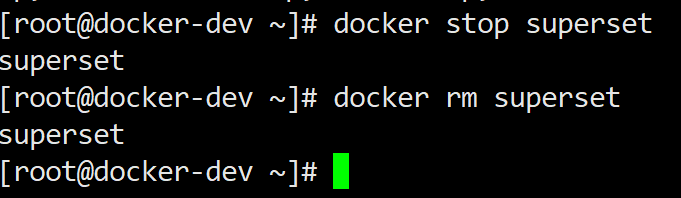 [root@docker-dev ~]# docker stop superset
superset
[root@docker-dev ~]# docker rm superset
superset
[root@docker-dev ~]#